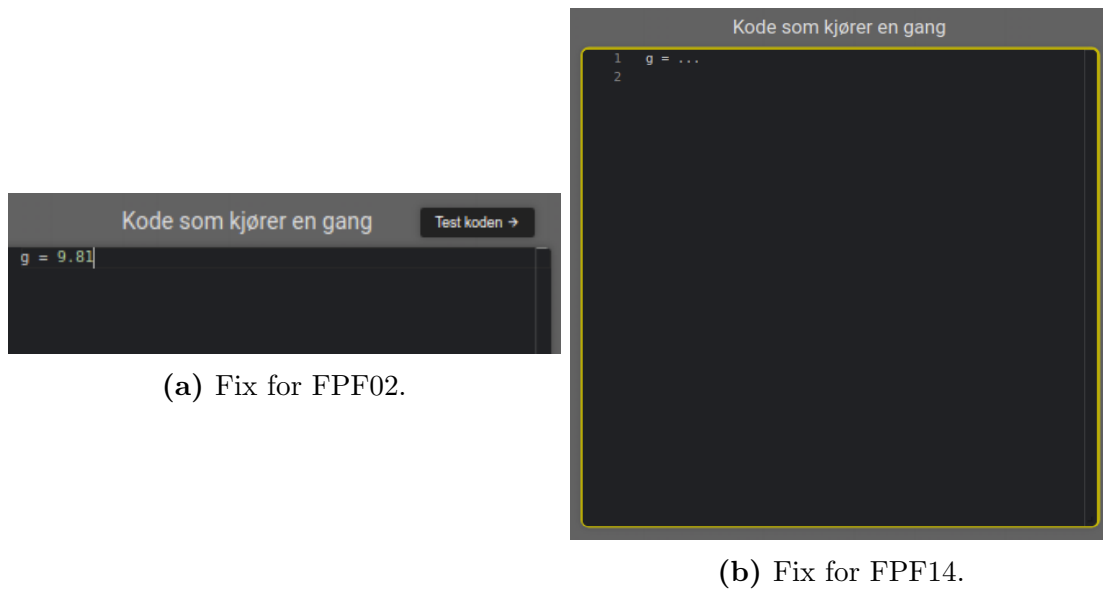 Kode som kjører en gang
Test koden →
g = 9.81
(a) Fix for FPF02.
Kode som kjører en gang
1 g = ...
2
(b) Fix for FPF14.